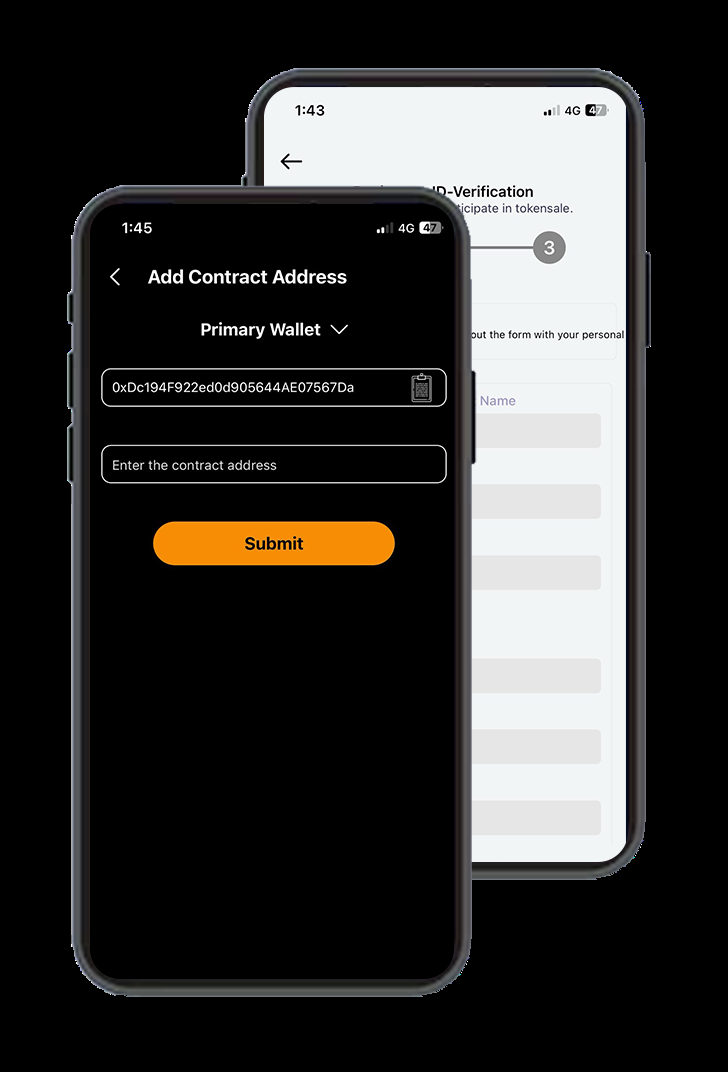 1:43
4G 47
ID-Verification
ticipate in tokensale.
3
out the form with your personal
Name
1:45
4G 47
Add Contract Address
Primary Wallet
0xDc194F922ed0d905644AE07567Da
Enter the contract address
Submit